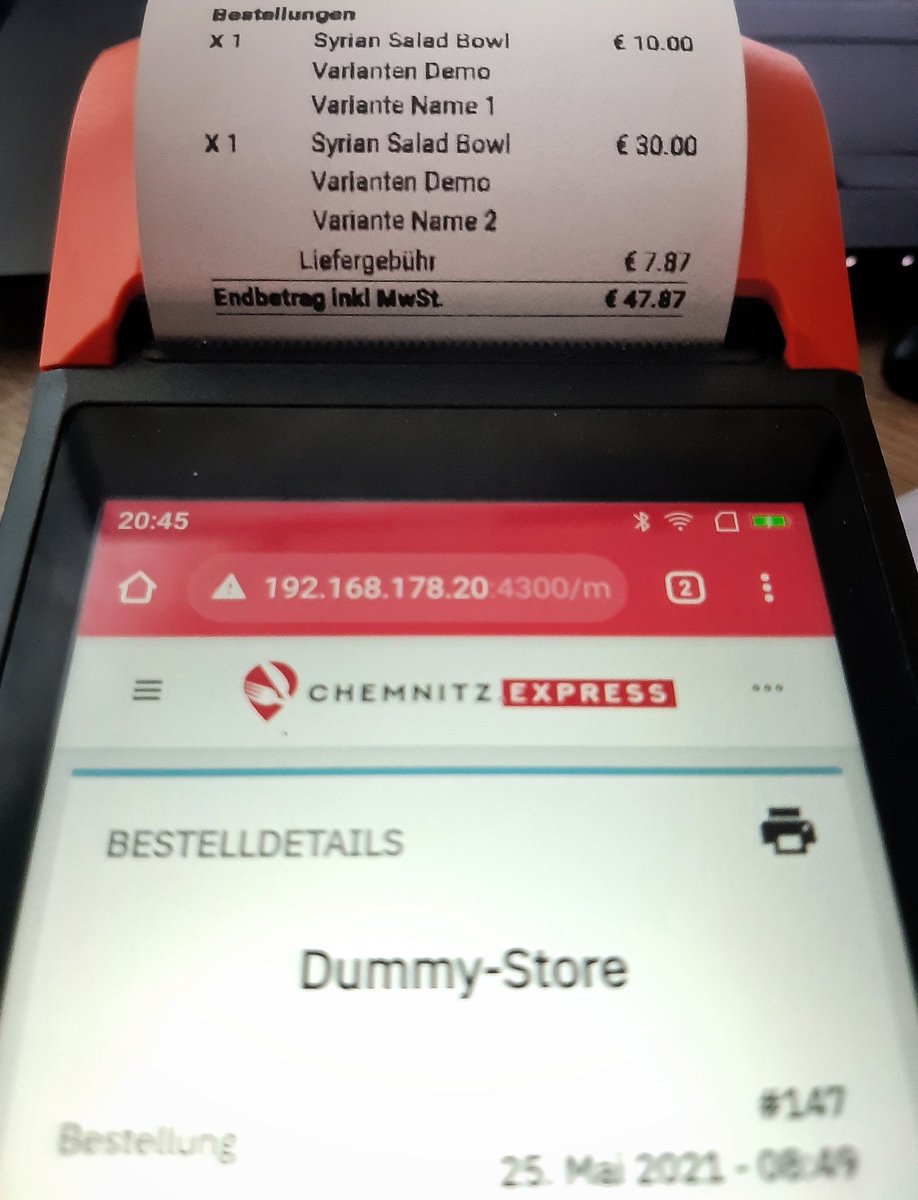 Bestellungen
X 1 Syrian Salad Bowl € 10.00
Varianten Demo
Variante Name 1
X 1 Syrian Salad Bowl € 30.00
Varianten Demo
Variante Name 2
Liefergebühr € 7.87
Endbetrag inkl MwSt. € 47.87
20:45
192.168.178.20:4300/m 2
CHEMNITZ EXPRESS
BESTELLDETAILS
Dummy-Store
#147
Bestellung
25. Mai 2021 - 08:49